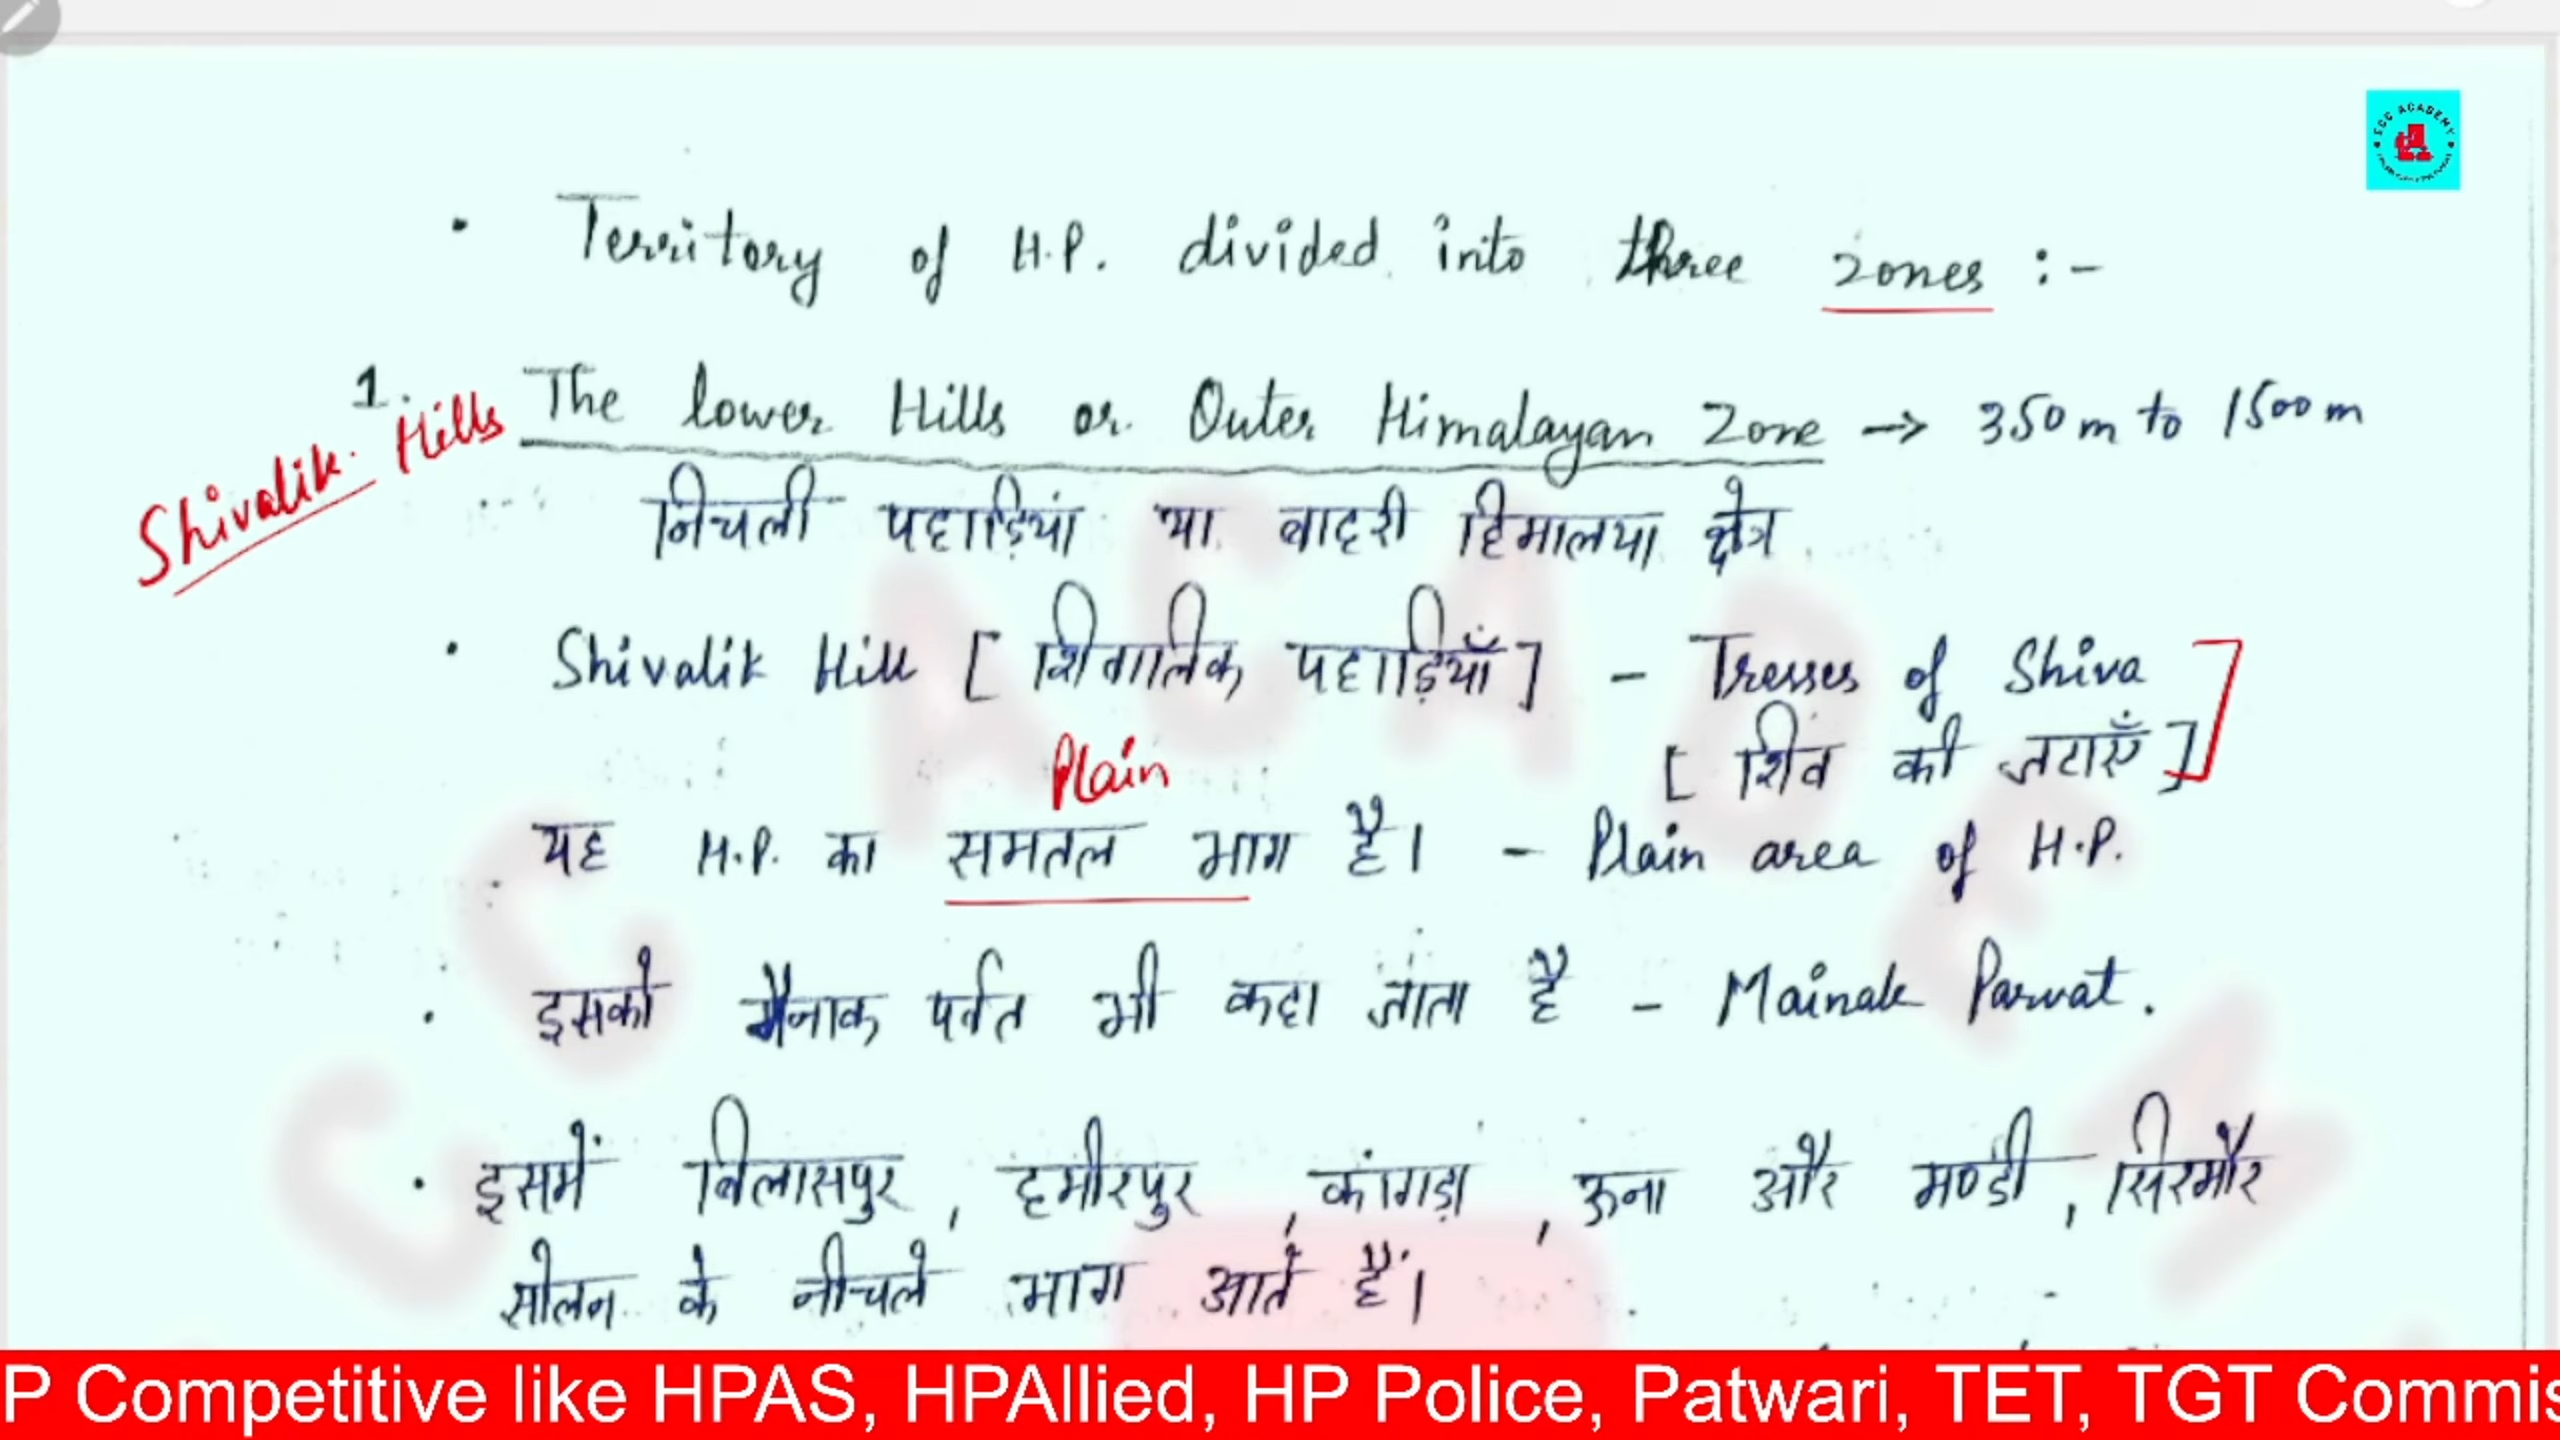 Territory of H.P. divided into three zones :-
1. The lower Hills or Outer Himalayan Zone → 350 m to 1500 m
Shivalik Hills
निचली पहाड़ियां या बाहरी हिमालया क्षेत्र
Shivalik Hill [ शिवालिक पहाड़ियाँ ] - Tresses of Shiva
[ शिव की जटाएँ ]
Plain
यह H.P. का समतल भाग है। - Plain area of H.P.
इसको मैनाक पर्वत भी कहा जाता है - Mainak Parvat.
इसमें बिलासपुर, हमीरपुर, कांगड़ा, ऊना और मण्डी, सिरमौर
सोलन के नीचले भाग आते हैं।
P Competitive like HPAS, HPAllied, HP Police, Patwari, TET, TGT Commis